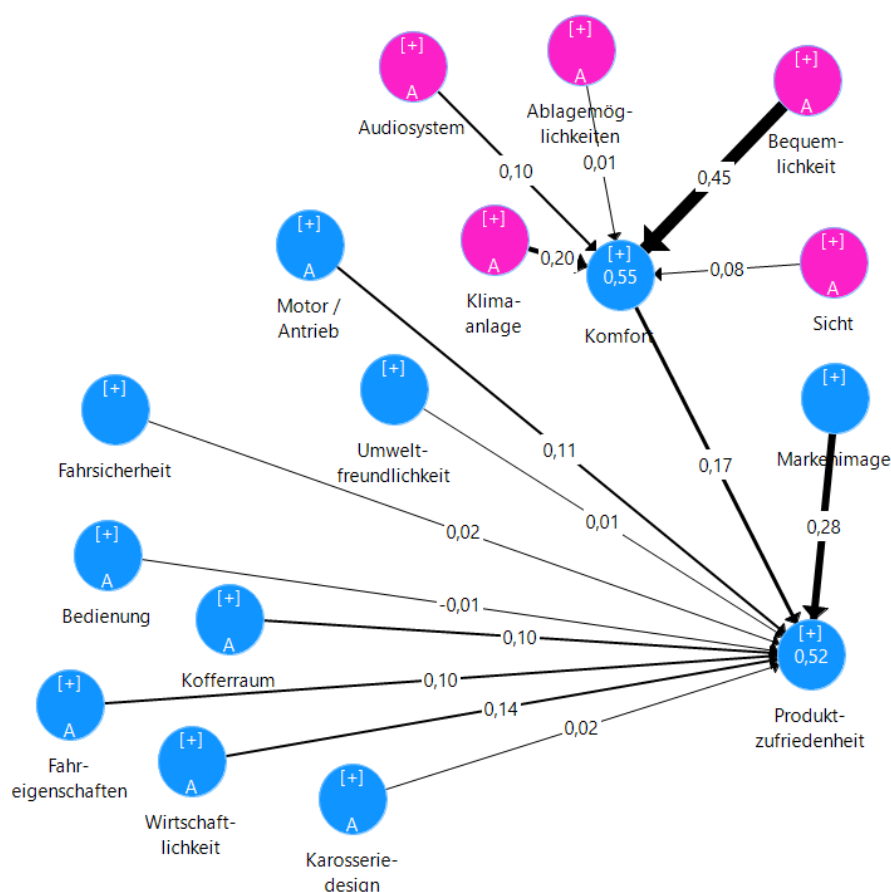 [+]
A
Audiosystem
[+]
A
Ablagemög-
lichkeiten
[+]
A
Bequem-
lichkeit
0,10
0,01
0,45
[+]
A
Motor /
Antrieb
[+]
A
Klima-
anlage
0,20
[+]
0,55
Komfort
0,08
[+]
A
Sicht
[+]
Fahrsicherheit
[+]
Umwelt-
freundlichkeit
[+]
Markenimage
0,11
0,17
0,28
0,01
0,02
[+]
A
Bedienung
-0,01
[+]
A
Kofferraum
0,10
[+]
0,52
Produkt-
zufriedenheit
[+]
A
Fahr-
eigenschaften
0,10
[+]
A
Wirtschaft-
lichkeit
0,14
[+]
A
Karosserie-
design
0,02